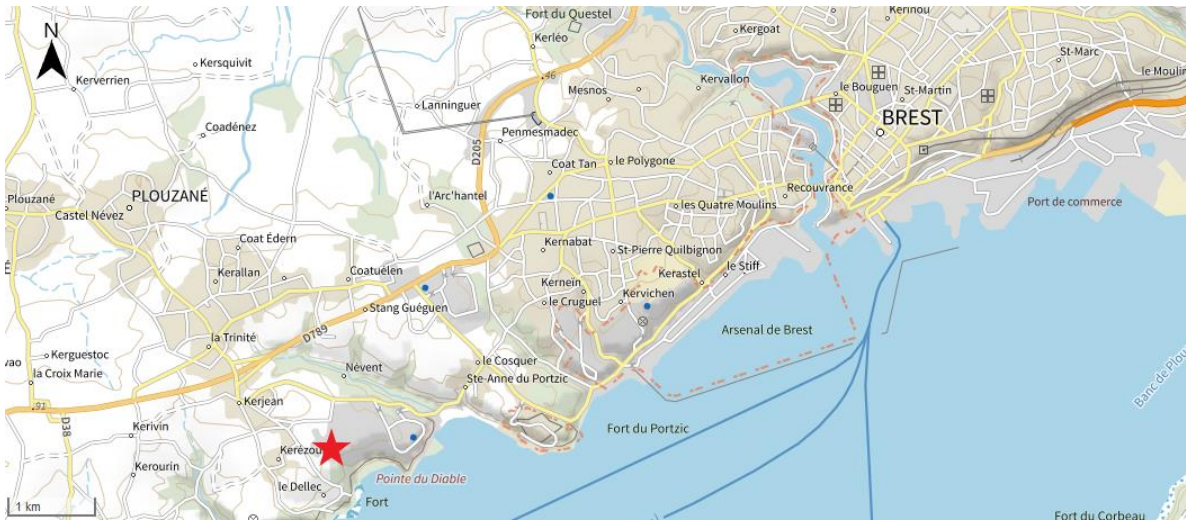 N
Fort du Questel
Kerléo
Kergoat
Kerinou
Kerverrien
Kersquivit
46
Mesnos
Kervallon
St-Marc
le Moulin
le Bouguen
St-Martin
Lanninguer
Coadénez
Penmesmadec
D205
BREST
Coat Tan
le Polygone
Plouzané
PLOUZANÉ
Castel Névez
l'Arc'hantel
les Quatre Moulins
Recouvrance
Port de commerce
Coat Édern
Kernabat
St-Pierre Quilbignon
Kerallan
Coatuélen
Kernein
Kerastel
le Stiff
Stang Guéguen
le Cruguel
Kervichen
Arsenal de Brest
la Trinité
D789
Kerguestoc
la Croix Marie
Névent
le Cosquer
Ste-Anne du Portzic
Banc de Plou
91
Kerjean
D38
Kerivin
Fort du Portzic
Kerézou
Kerourin
le Dellec
Pointe du Diable
1 km
Fort
Fort du Corbeau